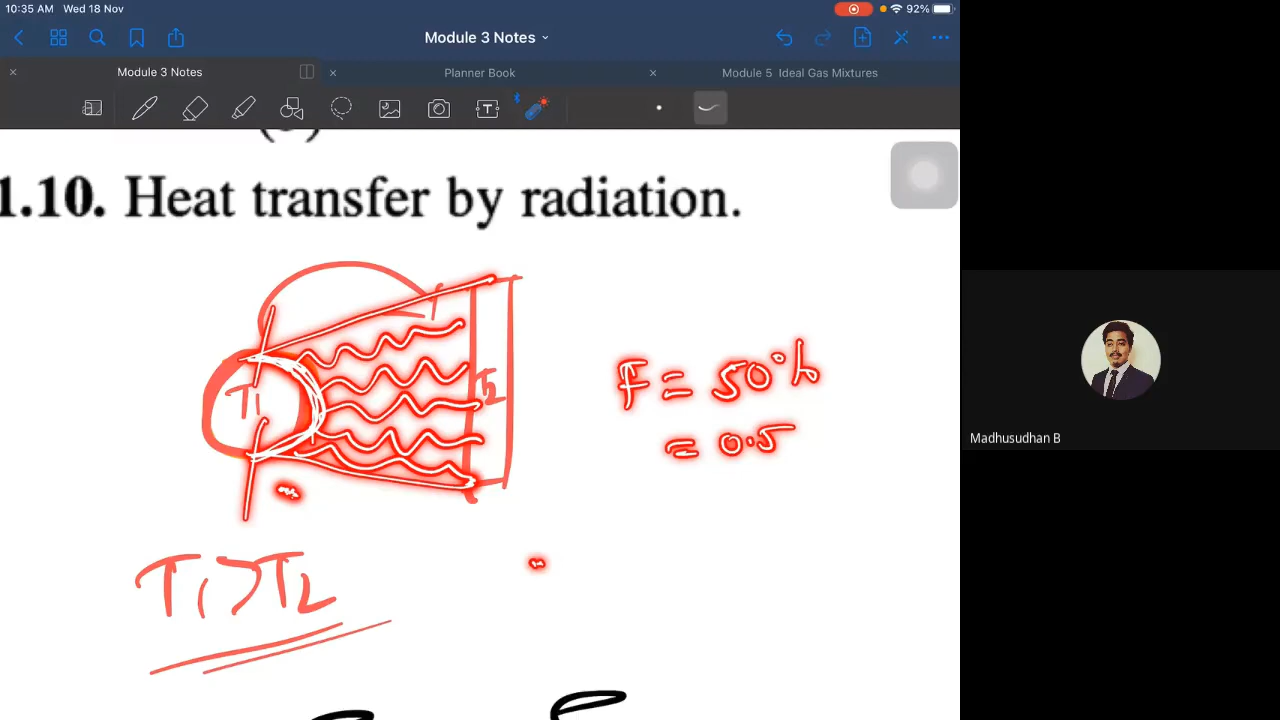 10:35 AM Wed 18 Nov
92%
Module 3 Notes
Module 3 Notes
Planner Book
Module 5 Ideal Gas Mixtures
1.10. Heat transfer by radiation.
T1
T2
F = 50%
= 0.5
T1 > T2
Madhusudhan B